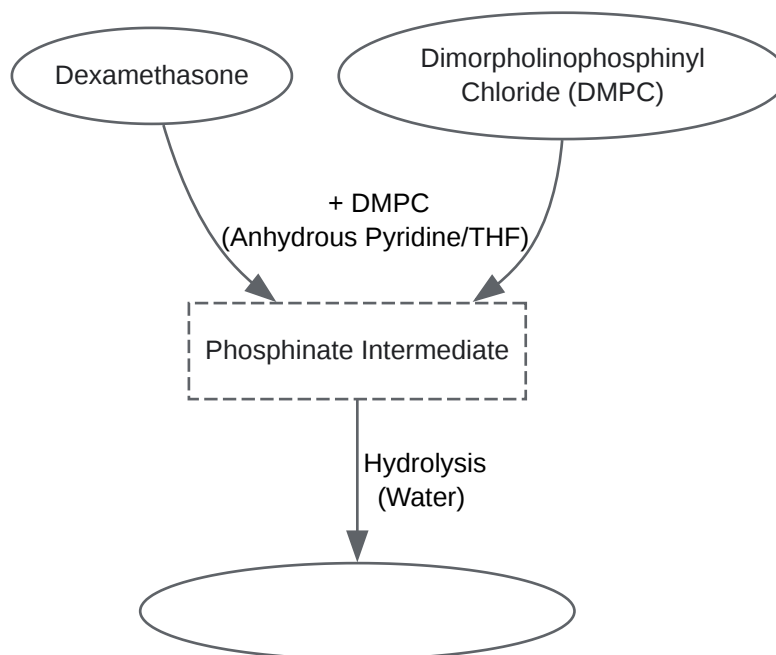 Dexamethasone
Dimorpholinophosphinyl
Chloride (DMPC)
+ DMPC
(Anhydrous Pyridine/THF)
Phosphinate Intermediate
Hydrolysis
(Water)